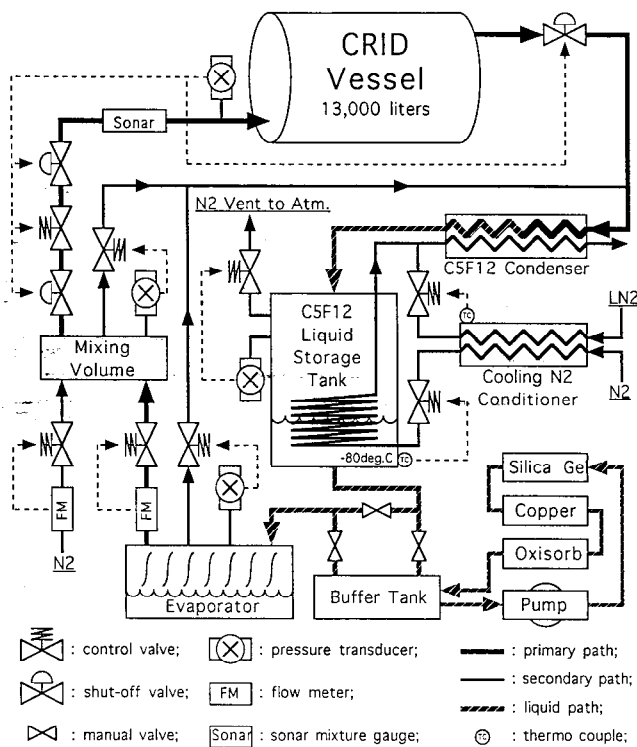 CRID
Vessel
13,000 liters
Sonar
N2 Vent to Atm.
C5F12 Condenser
C5F12
Liquid
Storage
Tank
TC
LN2
Mixing
Volume
Cooling N2
Conditioner
N2
-80deg.C
TC
Silica Ge
FM
FM
Copper
N2
Oxisorb
Evaporator
Buffer Tank
Pump
: control valve;
: pressure transducer;
: primary path;
: shut-off valve;
FM
: flow meter;
: secondary path;
: liquid path;
: manual valve;
Sonar
: sonar mixture gauge;
TC
: thermo couple;